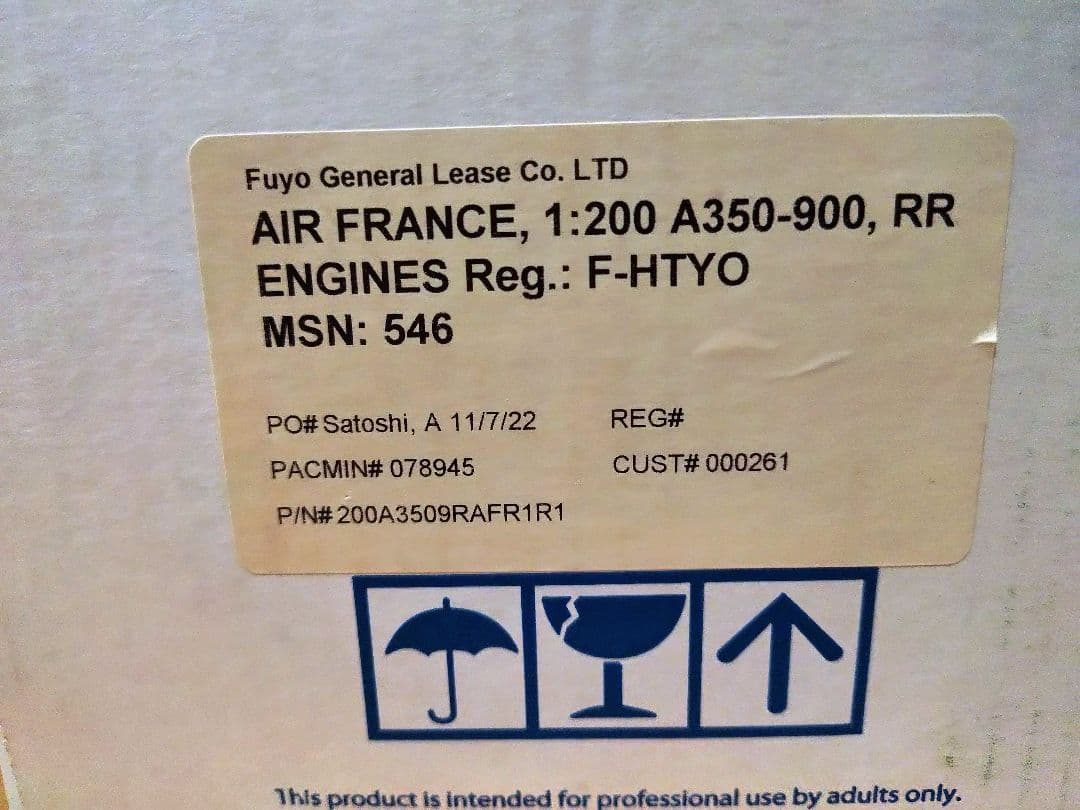 Fuyo General Lease Co. LTD
AIR FRANCE, 1:200 A350-900, RR
ENGINES Reg.: F-HTYO
MSN: 546
PO# Satoshi, A 11/7/22 REG#
PACMIN# 078945 CUST# 000261
P/N# 200A3509RAFR1R1
This product is intended for professional use by adults only.